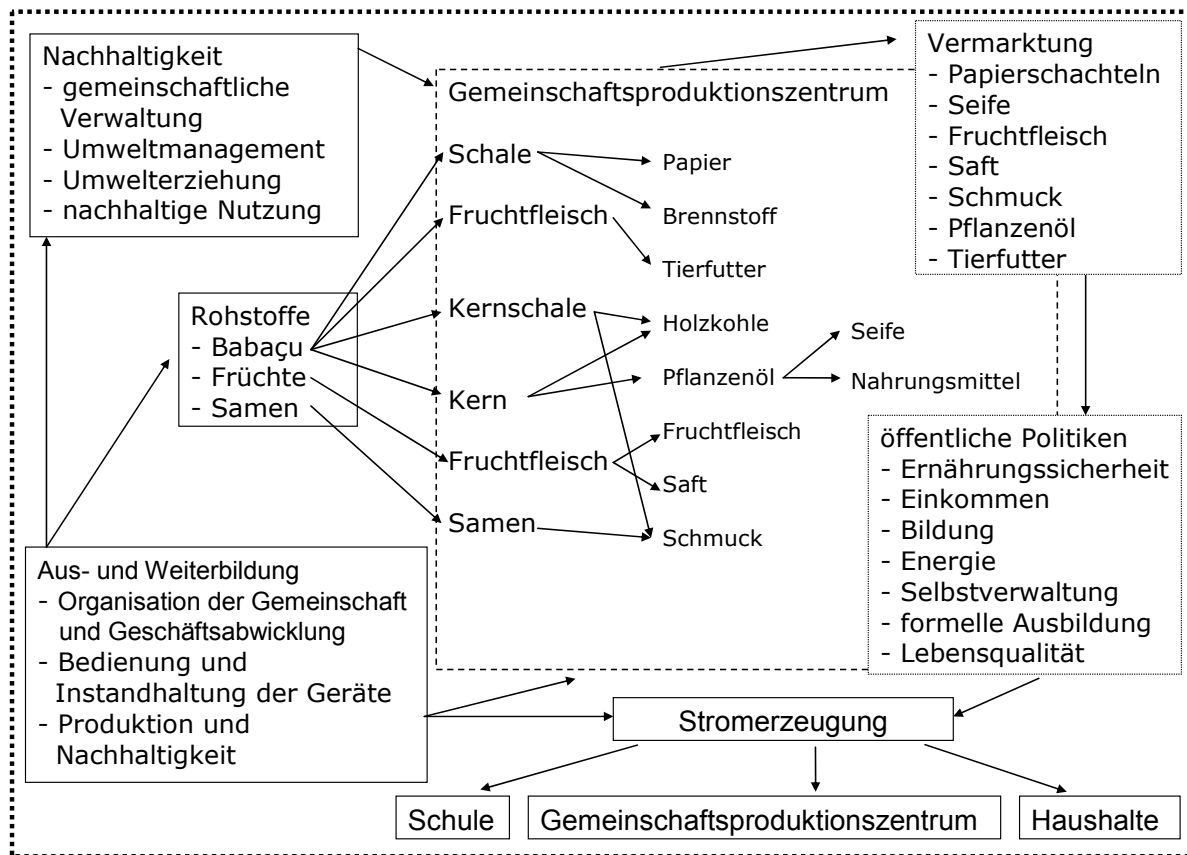 Nachhaltigkeit
- gemeinschaftliche
Verwaltung
- Umweltmanagement
- Umwelterziehung
- nachhaltige Nutzung
Rohstoffe
- Babaçu
- Früchte
- Samen
Aus- und Weiterbildung
- Organisation der Gemeinschaft
und Geschäftsabwicklung
- Bedienung und
Instandhaltung der Geräte
- Produktion und
Nachhaltigkeit
Gemeinschaftsproduktionszentrum
Schale
Fruchtfleisch
Kernschale
Kern
Fruchtfleisch
Samen
Papier
Brennstoff
Tierfutter
Holzkohle
Pflanzenöl
Fruchtfleisch
Saft
Schmuck
Seife
Nahrungsmittel
Vermarktung
- Papierschachteln
- Seife
- Fruchtfleisch
- Saft
- Schmuck
- Pflanzenöl
- Tierfutter
öffentliche Politiken
- Ernährungssicherheit
- Einkommen
- Bildung
- Energie
- Selbstverwaltung
- formelle Ausbildung
- Lebensqualität
Stromerzeugung
Schule
Gemeinschaftsproduktionszentrum
Haushalte